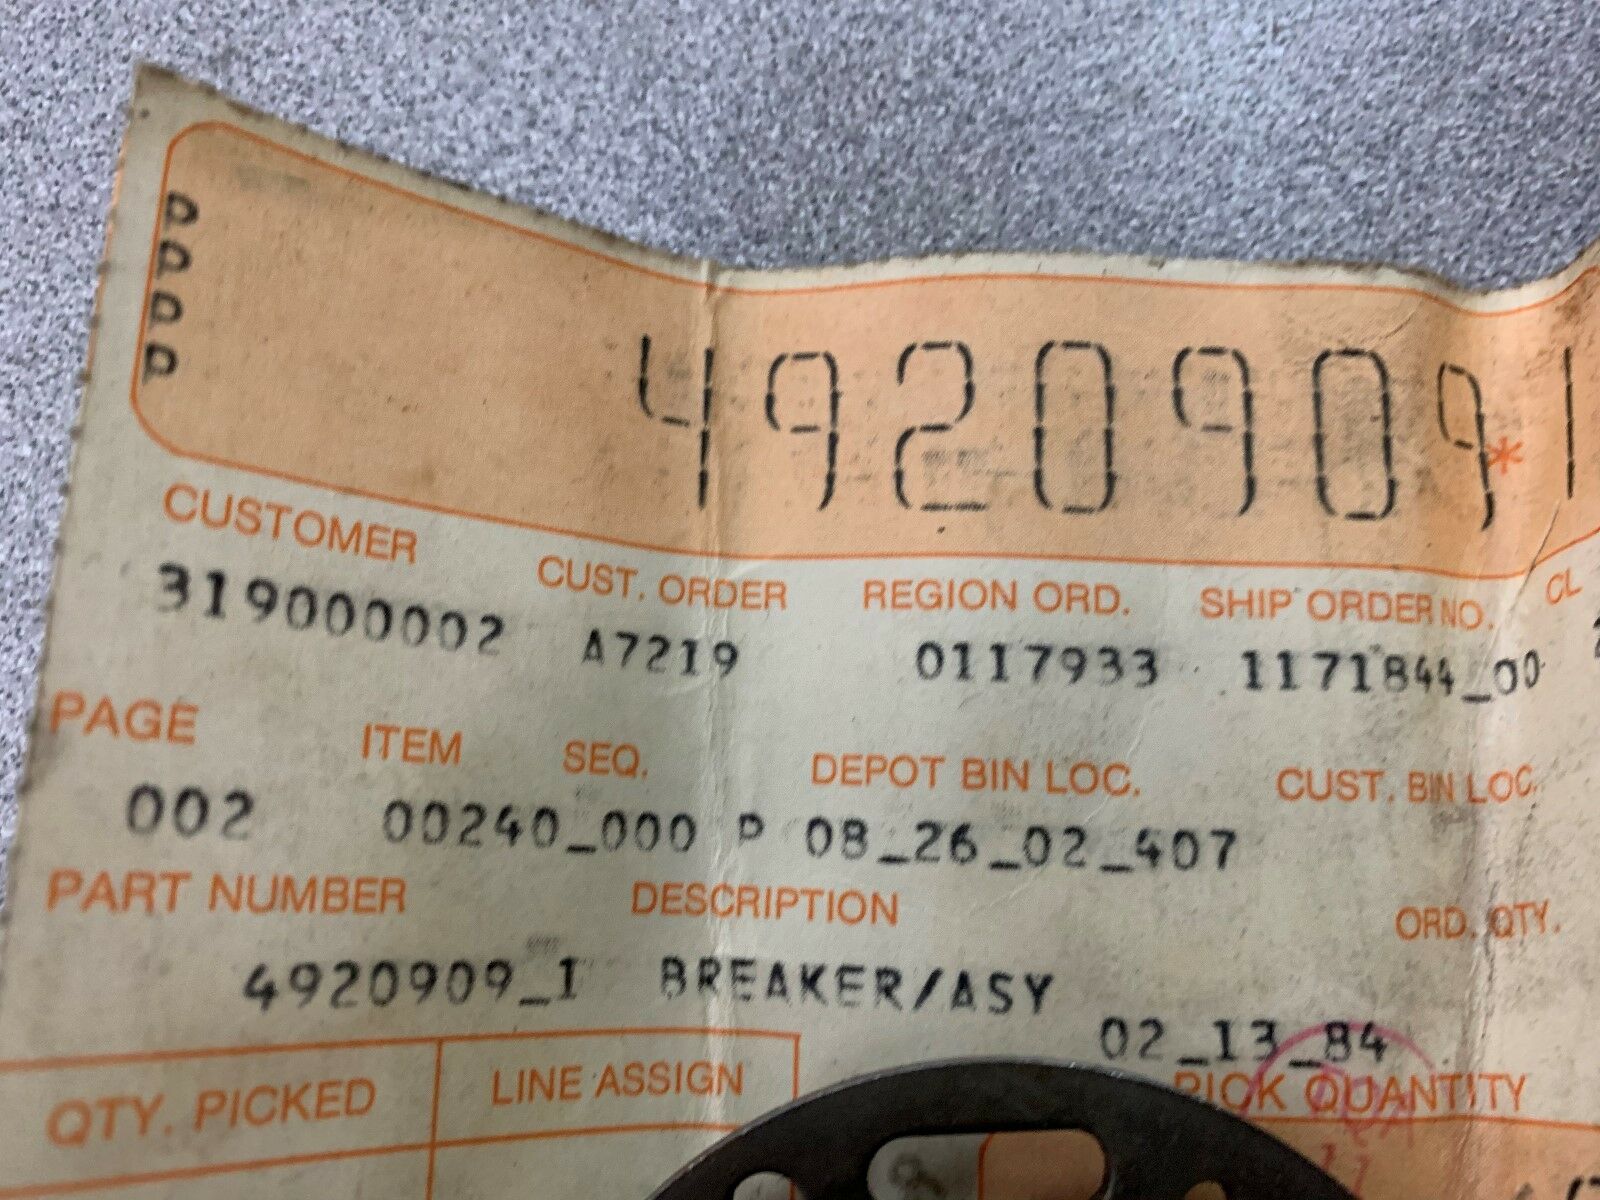 PPPP
4920909*1
CUSTOMER CUST. ORDER REGION ORD. SHIP ORDER NO. CL
319000002 A7219 0117933 1171844_00
PAGE ITEM SEQ. DEPOT BIN LOC. CUST. BIN LOC.
002 00240_000 P 08_26_02_407
PART NUMBER DESCRIPTION ORD. QTY.
4920909_1 BREAKER/ASY
02_13_84
QTY. PICKED LINE ASSIGN PICK QUANTITY